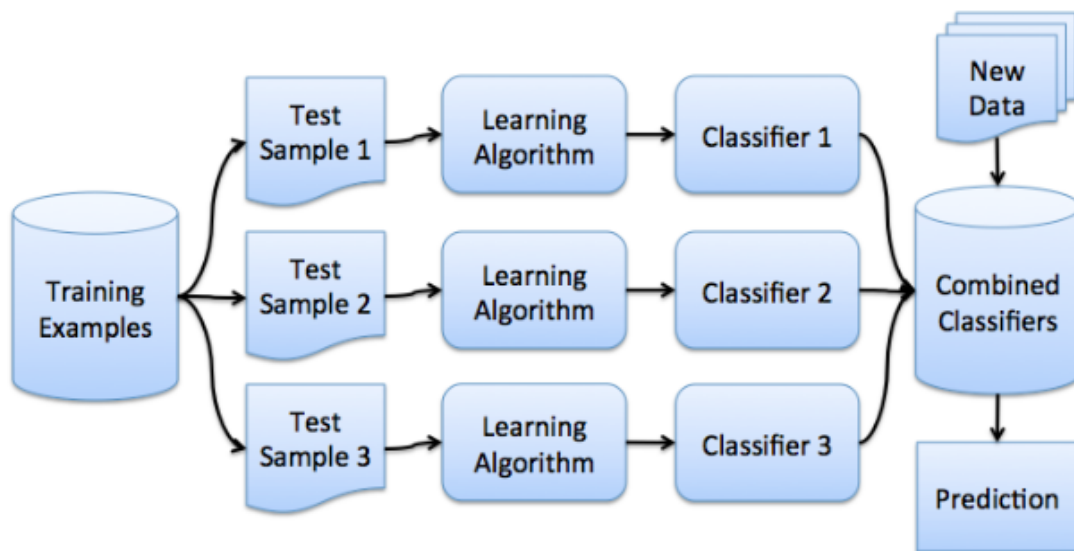 Training
Examples
Test
Sample 1
Learning
Algorithm
Classifier 1
Test
Sample 2
Learning
Algorithm
Classifier 2
Test
Sample 3
Learning
Algorithm
Classifier 3
New
Data
Combined
Classifiers
Prediction